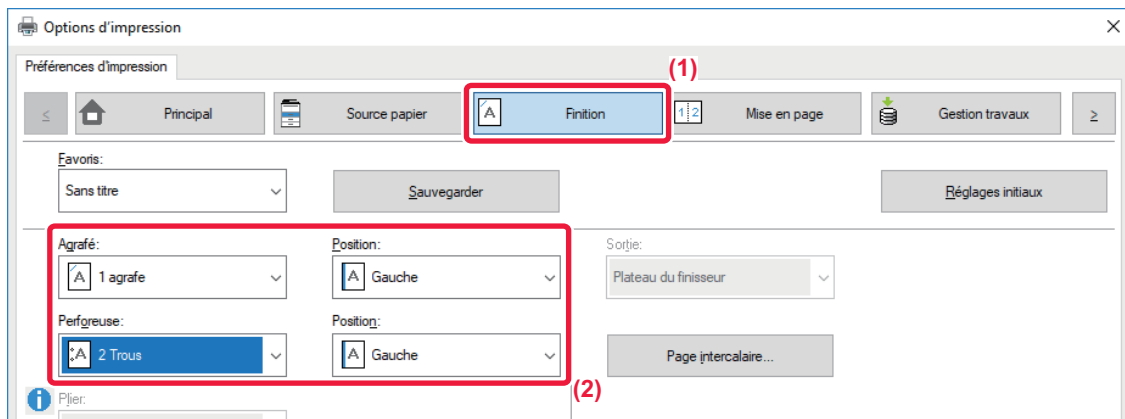 Options d'impression
Préférences d'impression
(1)
< Principal Source papier A Finition 1 2 Mise en page Gestion travaux >
Favoris:
Sans titre Sauvegarder Réglages initiaux
Agrafé: Position: Sortie:
A 1 agrafe A Gauche Plateau du finisseur
Perforeuse: Position:
A 2 Trous A Gauche Page intercalaire...
(2)
Plier: